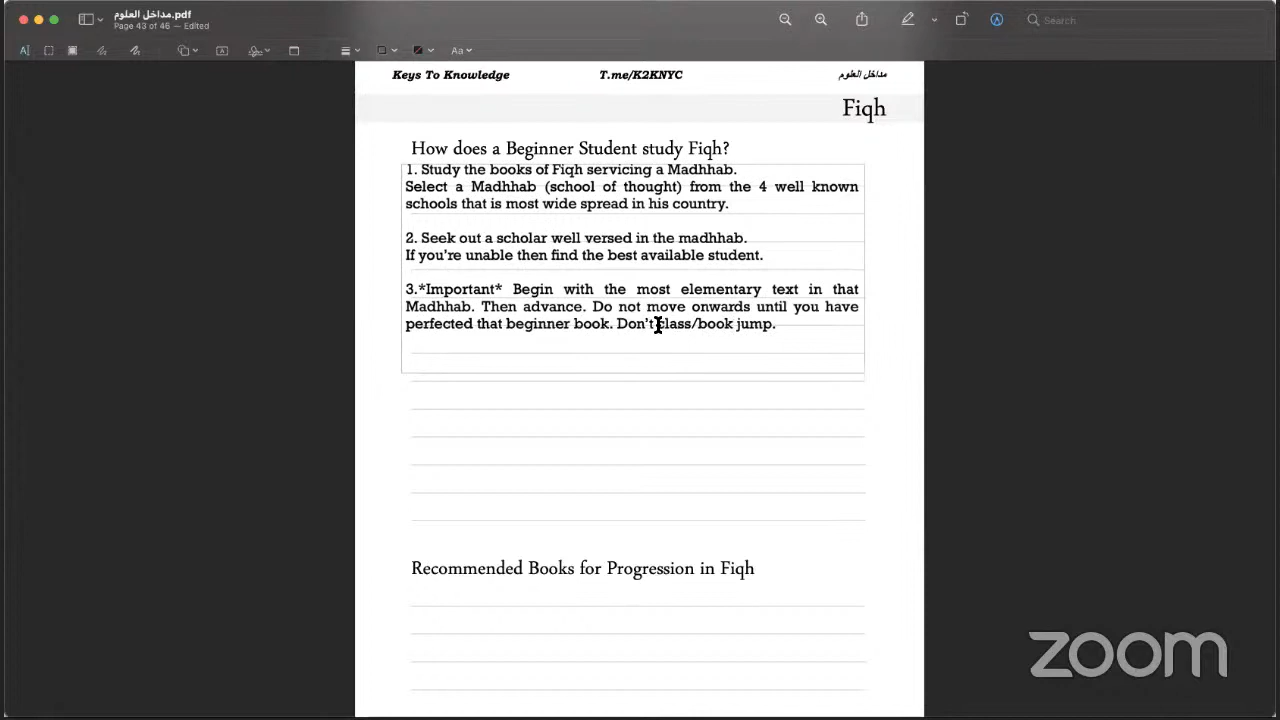 مداخل العلوم.pdf
Page 43 of 46 – Edited
Search
Aa
Keys To Knowledge T.me/K2KNYC مداخل العلوم
Fiqh
How does a Beginner Student study Fiqh?
1. Study the books of Fiqh servicing a Madhhab.
Select a Madhhab (school of thought) from the 4 well known
schools that is most wide spread in his country.
2. Seek out a scholar well versed in the madhhab.
If you're unable then find the best available student.
3.*Important* Begin with the most elementary text in that
Madhhab. Then advance. Do not move onwards until you have
perfected that beginner book. Don't class/book jump.
Recommended Books for Progression in Fiqh
zoom